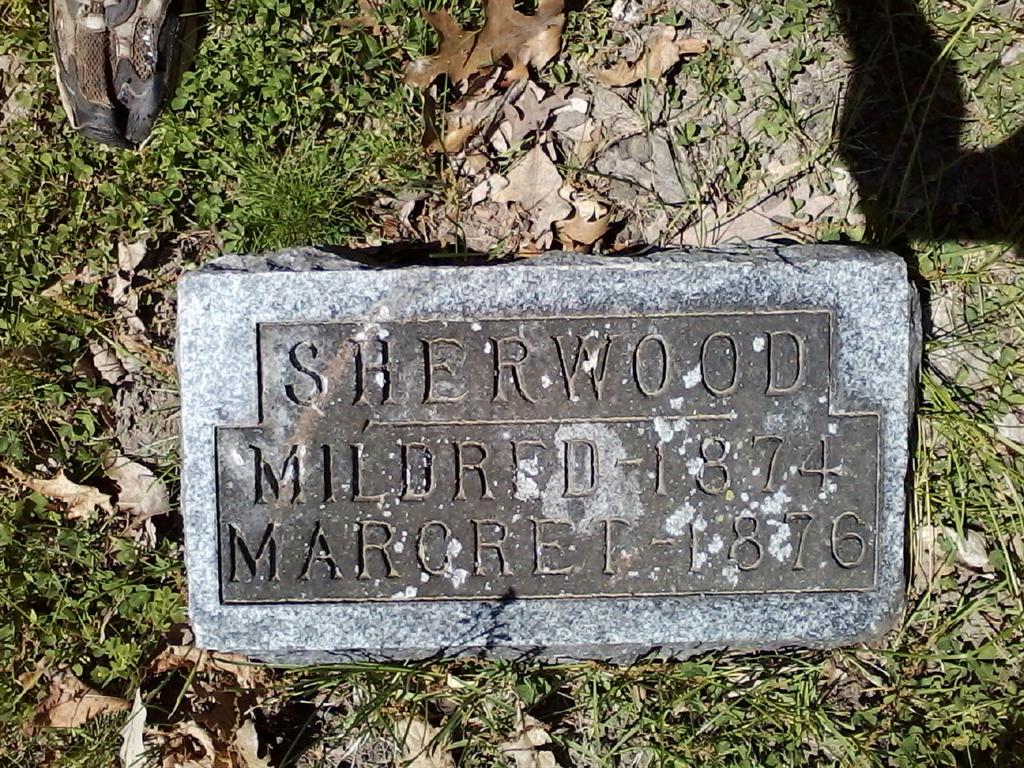 SHERWOOD
MILDRED - 1874
MARGRET - 1876